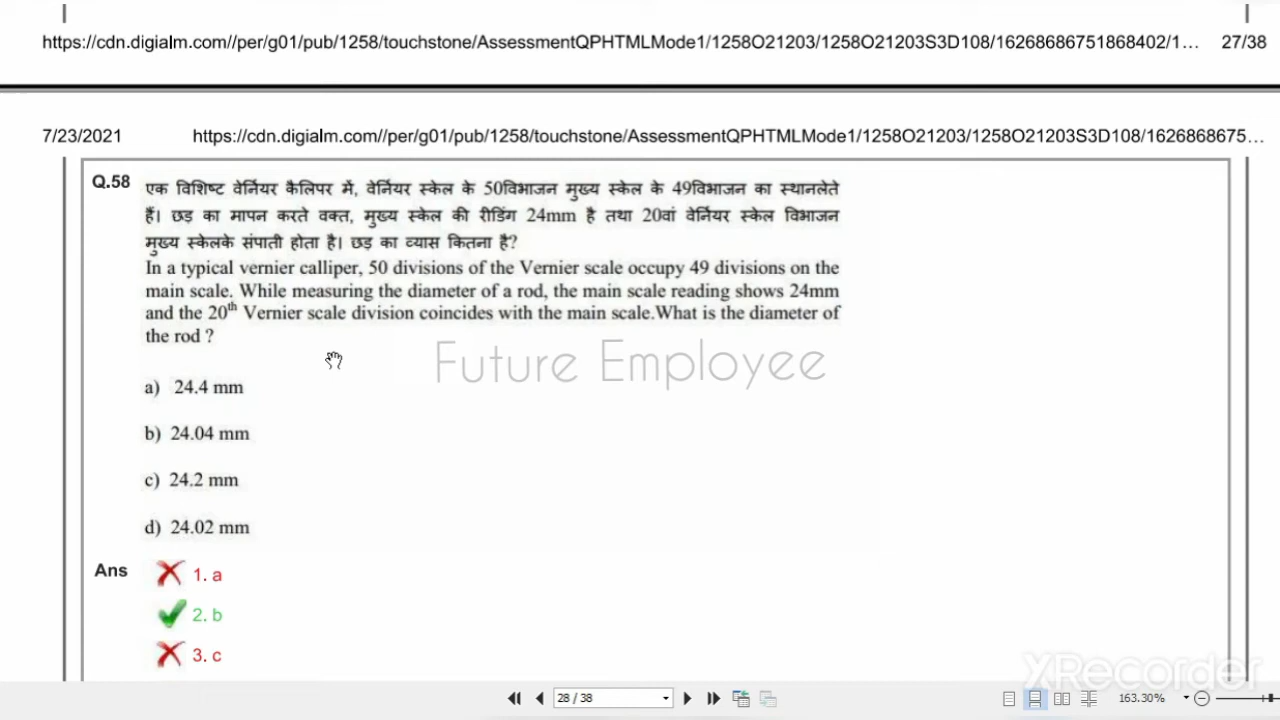 https://cdn.digialm.com//per/g01/pub/1258/touchstone/AssessmentQPHTMLMode1/1258O21203/1258O21203S3D108/16268686751868402/1... 27/38
7/23/2021 https://cdn.digialm.com//per/g01/pub/1258/touchstone/AssessmentQPHTMLMode1/1258O21203/1258O21203S3D108/1626868675...
Q.58 एक विशिष्ट वेर्नियर कैलिपर में, वेर्नियर स्केल के 50विभाजन मुख्य स्केल के 49विभाजन का स्थानलेते
हैं। छड़ का मापन करते वक्त, मुख्य स्केल की रीडिंग 24mm है तथा 20वां वेर्नियर स्केल विभाजन
मुख्य स्केलके संपाती होता है। छड़ का व्यास कितना है?
In a typical vernier calliper, 50 divisions of the Vernier scale occupy 49 divisions on the
main scale. While measuring the diameter of a rod, the main scale reading shows 24mm
and the 20th Vernier scale division coincides with the main scale.What is the diameter of
the rod ?
Future Employee
a) 24.4 mm
b) 24.04 mm
c) 24.2 mm
d) 24.02 mm
Ans 1. a
2. b
3. c
XRecorder
28 / 38 163.30%